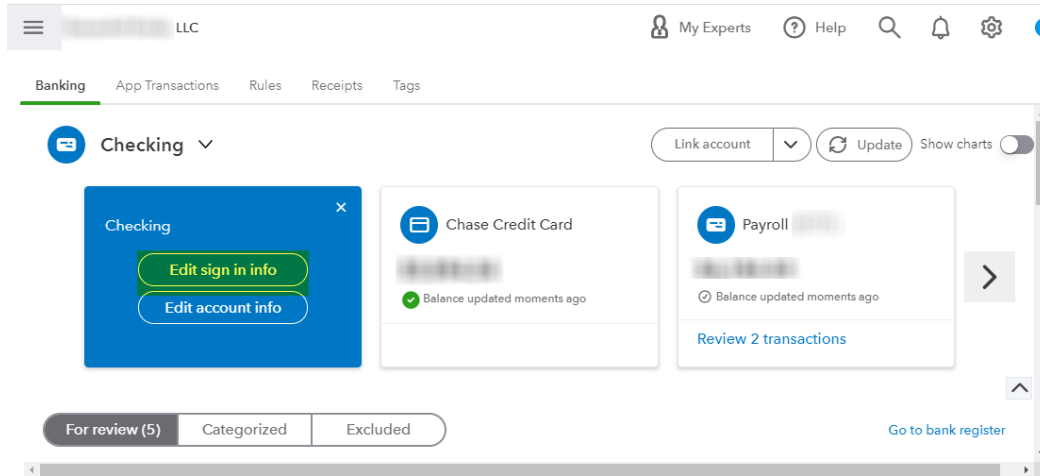 LLC
My Experts
Help
Banking App Transactions Rules Receipts Tags
Checking
Link account
Update
Show charts
Checking
Edit sign in info
Edit account info
Chase Credit Card
Balance updated moments ago
Payroll
Balance updated moments ago
Review 2 transactions
For review (5) Categorized Excluded
Go to bank register